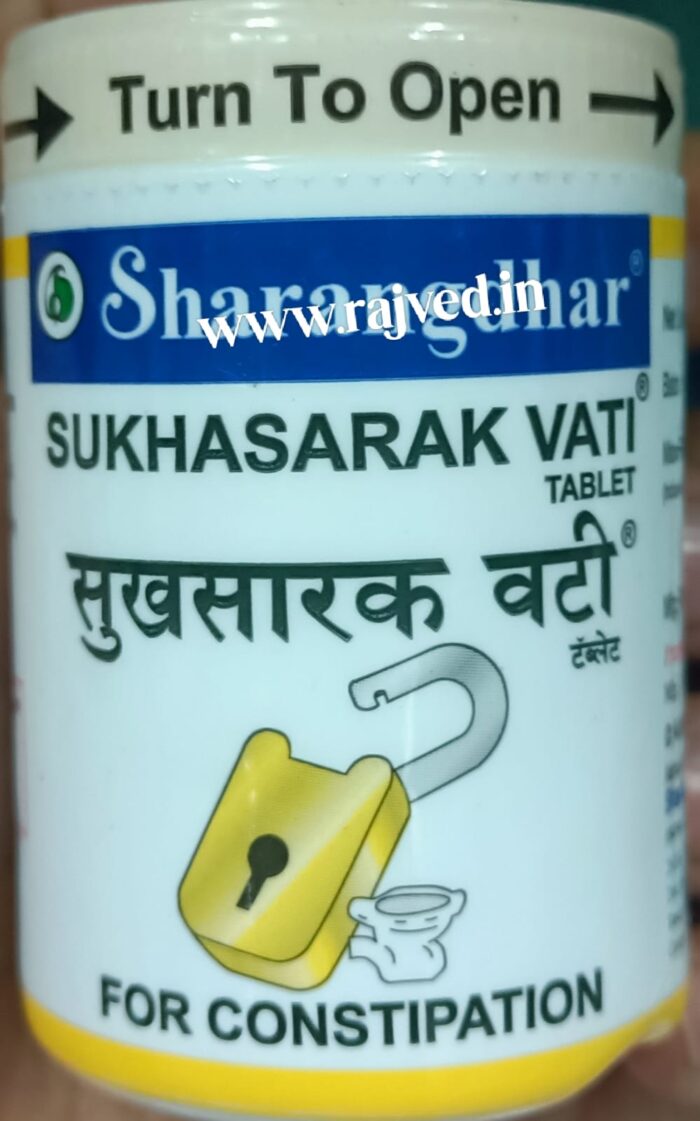 Turn To Open
Sharangdhar®
www.rajved.in
SUKHASARAK VATI®
TABLET
सुखसारक वटी®
टॅब्लेट
FOR CONSTIPATION